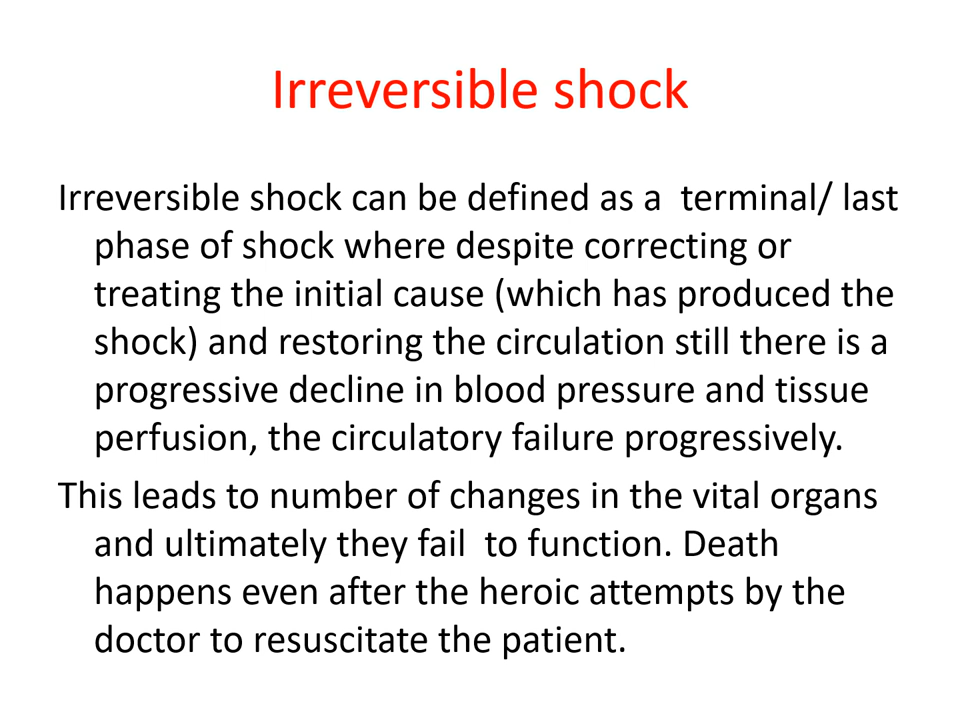 Irreversible shock
Irreversible shock can be defined as a  terminal/ last
phase of shock where despite correcting or
treating the initial cause (which has produced the
shock) and restoring the circulation still there is a
progressive decline in blood pressure and tissue
perfusion, the circulatory failure progressively.
This leads to number of changes in the vital organs
and ultimately they fail  to function. Death
happens even after the heroic attempts by the
doctor to resuscitate the patient.